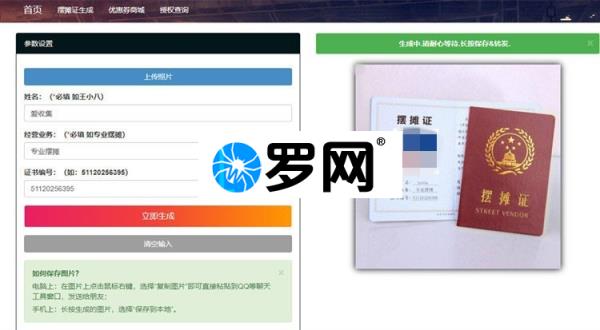 首页 摆摊证生成 优惠券商城 授权查询
参数设置
上传照片
姓名：（*必填 如王小八）
爱收集
经营业务：（*必填 如专业摆摊）
专业摆摊
证书编号：（如：51120256395）
51120256395
立即生成
清空输入
如何保存图片？
电脑上：在图片上点击鼠标右键，选择“复制图片”即可直接粘贴到QQ等聊天
工具窗口，发送给朋友；
手机上：长按生成的图片，选择“保存到本地”。
生成中,请耐心等待.长按保存&转发.
摆摊证
摆摊证
STREET VENDOR
罗网®